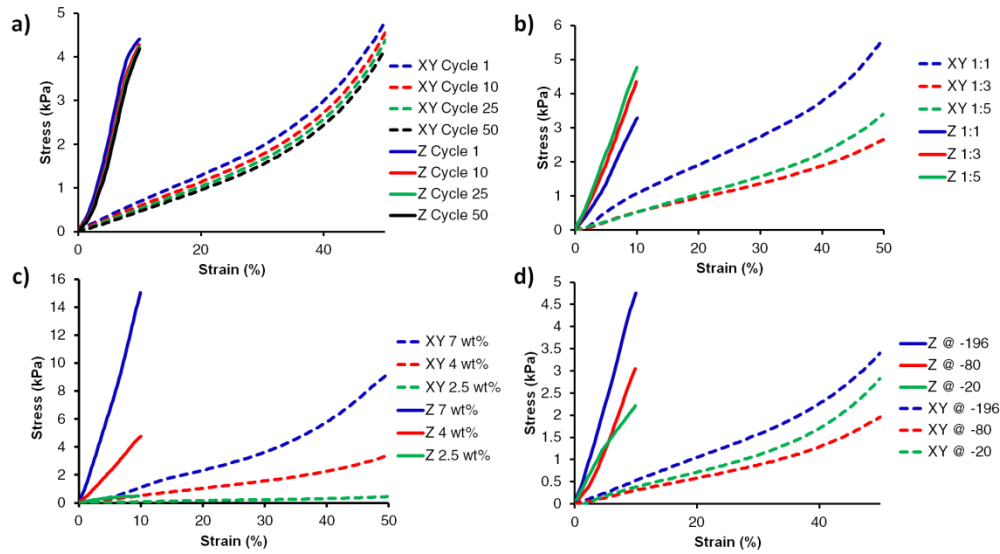 a)
Stress (kPa)
5
4
3
2
1
0
0
20
40
Strain (%)
XY Cycle 1
XY Cycle 10
XY Cycle 25
XY Cycle 50
Z Cycle 1
Z Cycle 10
Z Cycle 25
Z Cycle 50
b)
Stress (kPa)
6
5
4
3
2
1
0
0
10
20
30
40
50
Strain (%)
XY 1:1
XY 1:3
XY 1:5
Z 1:1
Z 1:3
Z 1:5
c)
Stress (kPa)
16
14
12
10
8
6
4
2
0
0
10
20
30
40
50
Strain (%)
XY 7 wt%
XY 4 wt%
XY 2.5 wt%
Z 7 wt%
Z 4 wt%
Z 2.5 wt%
d)
Stress (kPa)
5
4.5
4
3.5
3
2.5
2
1.5
1
0.5
0
0
20
40
Strain (%)
Z @ -196
Z @ -80
Z @ -20
XY @ -196
XY @ -80
XY @ -20